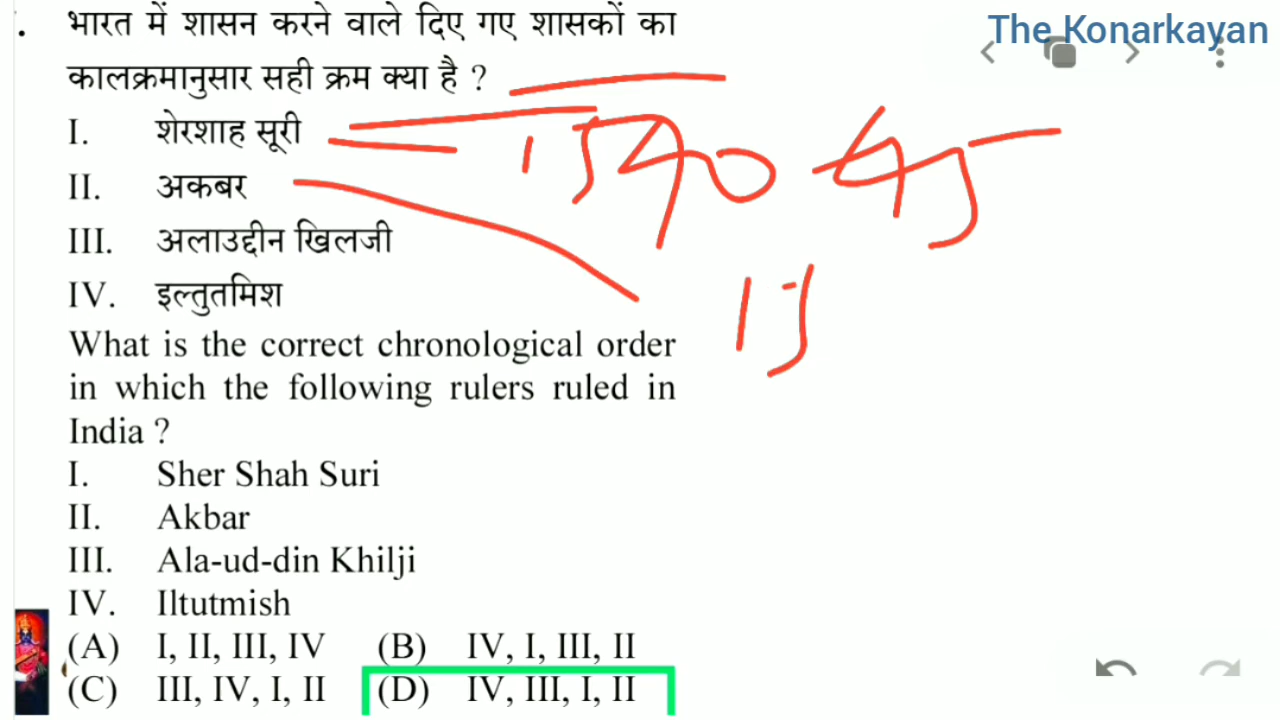 The Konarkayan
. भारत में शासन करने वाले दिए गए शासकों का
कालक्रमानुसार सही क्रम क्या है ?
I. शेरशाह सूरी
1540 45
II. अकबर
III. अलाउद्दीन खिलजी
IV. इल्तुतमिश
What is the correct chronological order
in which the following rulers ruled in
India ?
I. Sher Shah Suri
II. Akbar
III. Ala-ud-din Khilji
IV. Iltutmish
(A) I, II, III, IV (B) IV, I, III, II
(C) III, IV, I, II (D) IV, III, I, II